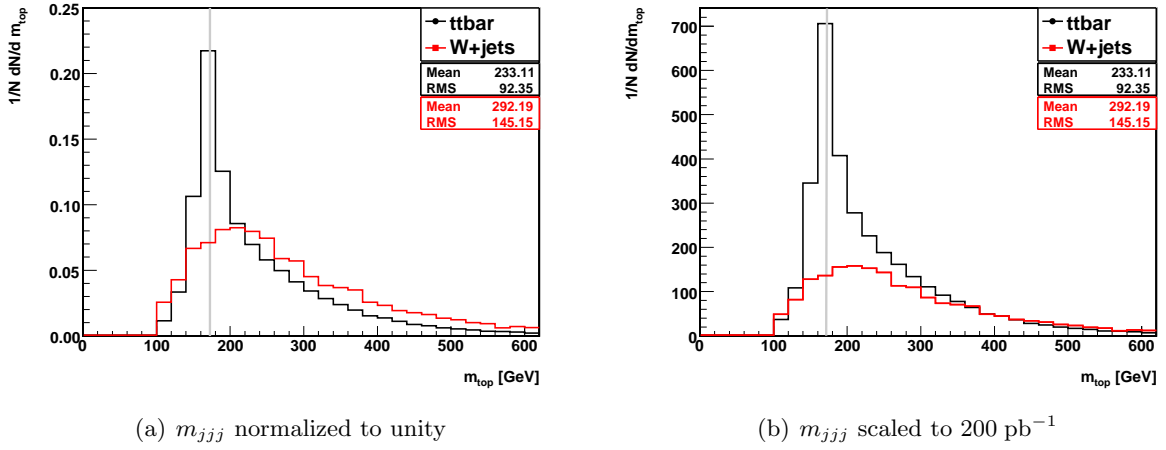 1/N dN/d m_top
0.25
0.20
0.15
0.10
0.05
0.00
0 100 200 300 400 500 600
m_top [GeV]
ttbar
W+jets
Mean 233.11
RMS 92.35
Mean 292.19
RMS 145.15
(a) m_jjj normalized to unity
1/N dN/dm_top
700
600
500
400
300
200
100
0
0 100 200 300 400 500 600
m_top [GeV]
ttbar
W+jets
Mean 233.11
RMS 92.35
Mean 292.19
RMS 145.15
(b) m_jjj scaled to 200 pb⁻¹